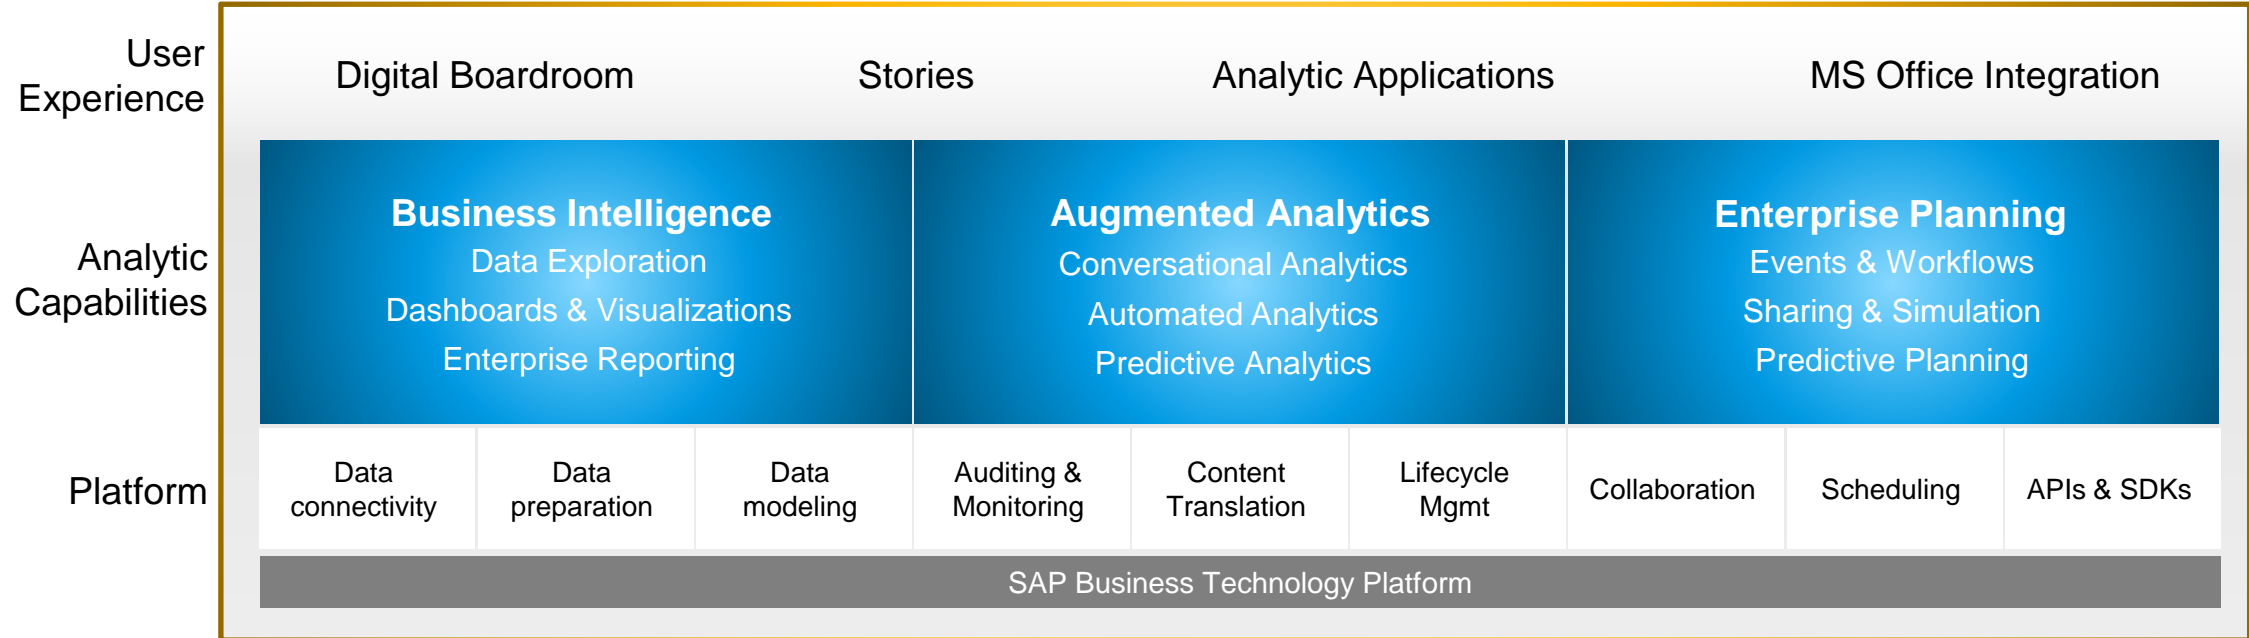 User
Experience
Digital Boardroom
Stories
Analytic Applications
MS Office Integration
Analytic
Capabilities
Business Intelligence
Data Exploration
Dashboards & Visualizations
Enterprise Reporting
Augmented Analytics
Conversational Analytics
Automated Analytics
Predictive Analytics
Enterprise Planning
Events & Workflows
Sharing & Simulation
Predictive Planning
Platform
Data
connectivity
Data
preparation
Data
modeling
Auditing &
Monitoring
Content
Translation
Lifecycle
Mgmt
Collaboration
Scheduling
APIs & SDKs
SAP Business Technology Platform